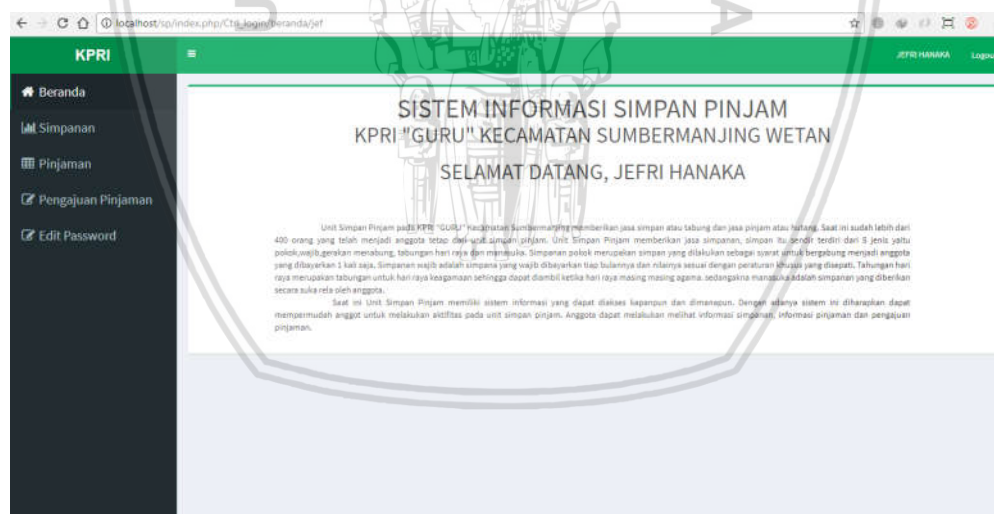 localhost/sp/index.php/Ctrl_login/beranda/jef
KPRI
JEFRI HANAKA
Beranda
Simpanan
Pinjaman
Pengajuan Pinjaman
Edit Password
SISTEM INFORMASI SIMPAN PINJAM
KPRI "GURU" KECAMATAN SUMBERMANJING WETAN
SELAMAT DATANG, JEFRI HANAKA
Unit Simpan Pinjam pada KPRI "GURU" Kecamatan Sumbermanjing memberikan jasa simpan atau tabung dan jasa pinjam atau hutang. Saat ini sudah lebih dari
400 orang yang telah menjadi anggota tetap dari unit simpan pinjam. Unit Simpan Pinjam memberikan jasa simpanan, simpan itu sendir terdiri dari 5 jenis yaitu
pokok,wajib,gerakan menabung, tabungan hari raya dan manasuka. Simpanan pokok merupakan simpan yang dilakukan sebagai syarat untuk bergabung menjadi anggota
yang dibayarkan 1 kali saja, Simpanan wajib adalah simpana yang wajib dibayarkan tiap bulannya dan nilainya sesuai dengan peraturan khusus yang disepati. Tahungan hari
raya merupakan tabungan untuk hari raya keagamaan sehingga dapat diambil ketika hari raya masing masing agama. sedangakna manasuka adalah simpanan yang diberikan
secara suka rela oleh anggota.
Saat ini Unit Simpan Pinjam memiliki sistem informasi yang dapat diakses kapanpun dan dimanapun. Dengan adanya sistem ini diharapkan dapat
mempermudah anggot untuk melakukan aktifitas pada unit simpan pinjam. Anggota dapat melakukan melihat informasi simpanan, informasi pinjaman dan pengajuan
pinjaman.